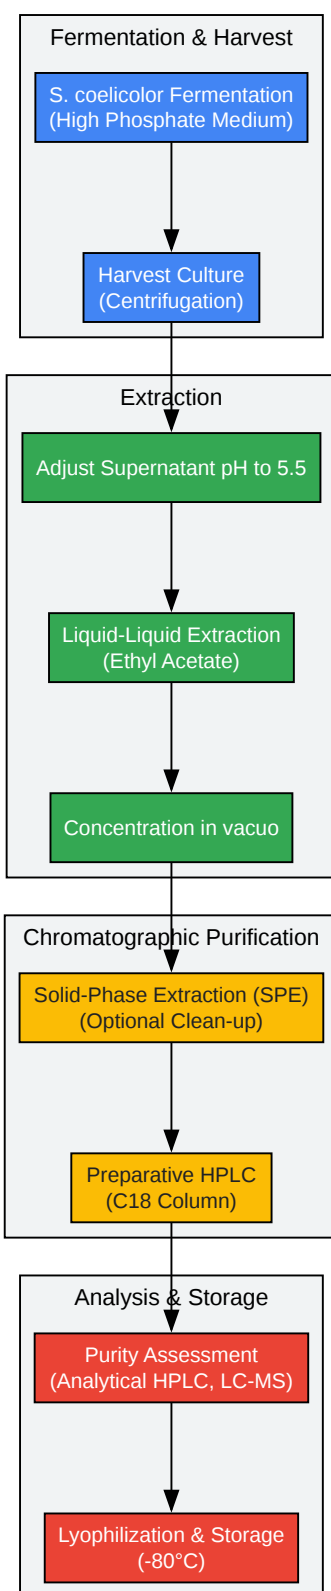 Fermentation & Harvest
S. coelicolor Fermentation
(High Phosphate Medium)
Harvest Culture
(Centrifugation)
Extraction
Adjust Supernatant pH to 5.5
Liquid-Liquid Extraction
(Ethyl Acetate)
Concentration in vacuo
Chromatographic Purification
Solid-Phase Extraction (SPE)
(Optional Clean-up)
Preparative HPLC
(C18 Column)
Analysis & Storage
Purity Assessment
(Analytical HPLC, LC-MS)
Lyophilization & Storage
(-80°C)